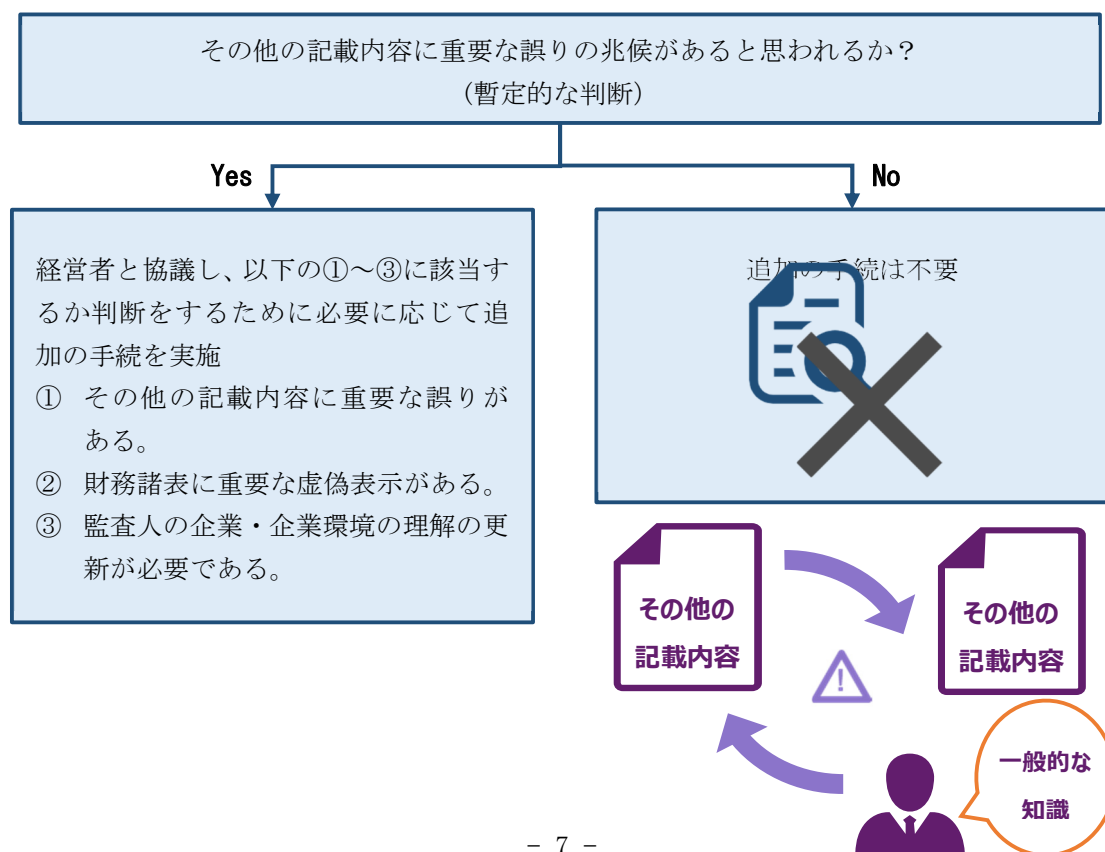 その他の記載内容に重要な誤りの兆候があると思われるか？
（暫定的な判断）
Yes
No
経営者と協議し、以下の①～③に該当す
るか判断をするために必要に応じて追
加の手続を実施
① その他の記載内容に重要な誤りが
ある。
② 財務諸表に重要な虚偽表示がある。
③ 監査人の企業・企業環境の理解の更
新が必要である。
追加の手続は不要
その他の
記載内容
その他の
記載内容
一般的な
知識
－ 7 －